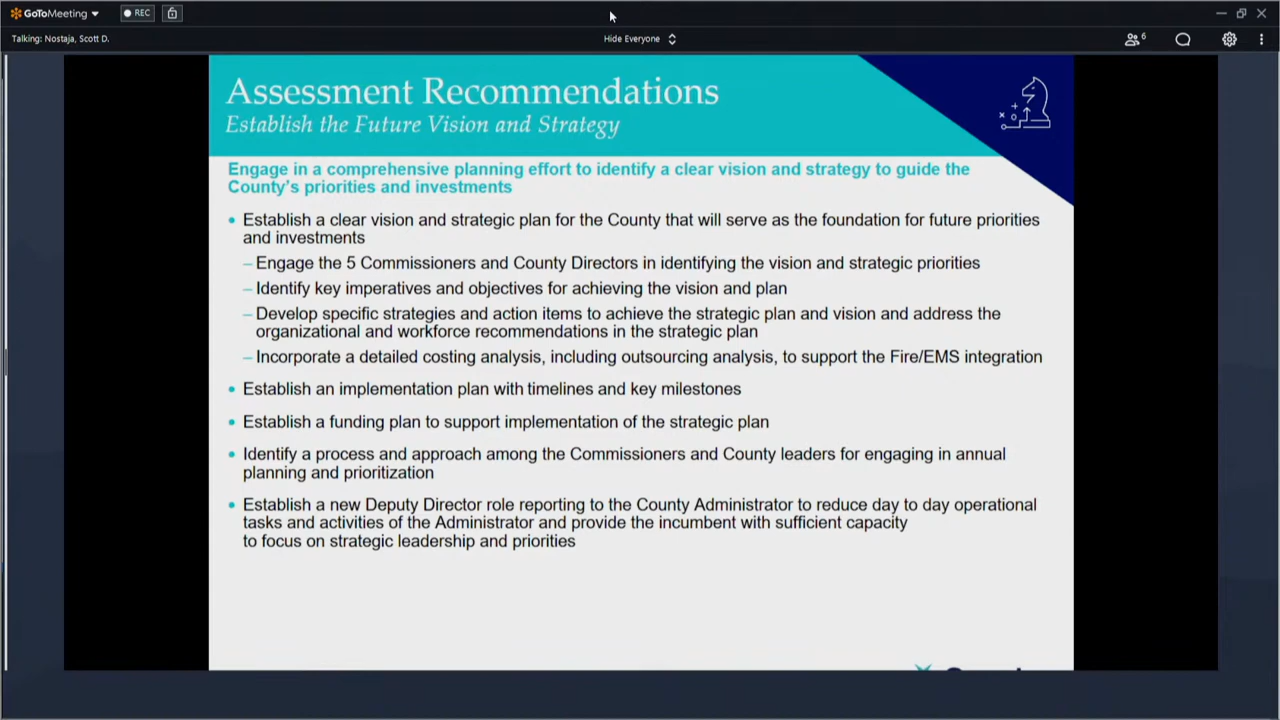 GoToMeeting
REC
Talking: Nostaja, Scott D.
Hide Everyone
6
Assessment Recommendations
Establish the Future Vision and Strategy
Engage in a comprehensive planning effort to identify a clear vision and strategy to guide the
County's priorities and investments
• Establish a clear vision and strategic plan for the County that will serve as the foundation for future priorities
and investments
– Engage the 5 Commissioners and County Directors in identifying the vision and strategic priorities
– Identify key imperatives and objectives for achieving the vision and plan
– Develop specific strategies and action items to achieve the strategic plan and vision and address the
organizational and workforce recommendations in the strategic plan
– Incorporate a detailed costing analysis, including outsourcing analysis, to support the Fire/EMS integration
• Establish an implementation plan with timelines and key milestones
• Establish a funding plan to support implementation of the strategic plan
• Identify a process and approach among the Commissioners and County leaders for engaging in annual
planning and prioritization
• Establish a new Deputy Director role reporting to the County Administrator to reduce day to day operational
tasks and activities of the Administrator and provide the incumbent with sufficient capacity
to focus on strategic leadership and priorities